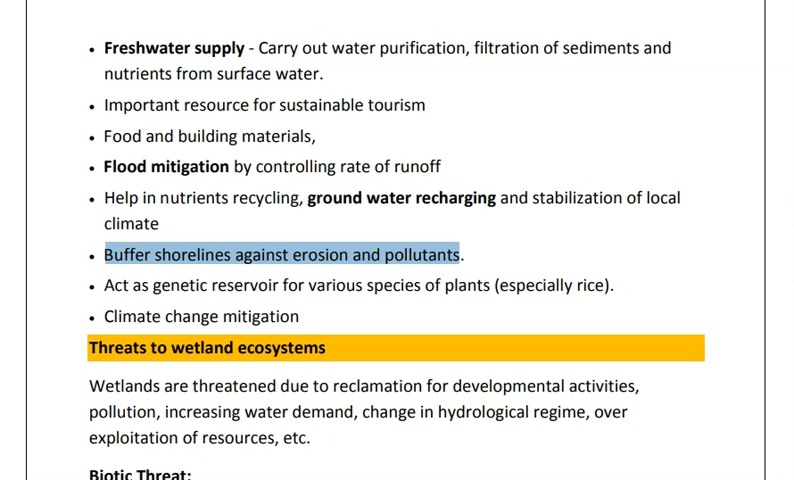 • Freshwater supply - Carry out water purification, filtration of sediments and
nutrients from surface water.
• Important resource for sustainable tourism
• Food and building materials,
• Flood mitigation by controlling rate of runoff
• Help in nutrients recycling, ground water recharging and stabilization of local
climate
• Buffer shorelines against erosion and pollutants.
• Act as genetic reservoir for various species of plants (especially rice).
• Climate change mitigation
Threats to wetland ecosystems
Wetlands are threatened due to reclamation for developmental activities,
pollution, increasing water demand, change in hydrological regime, over
exploitation of resources, etc.
Biotic Threat: